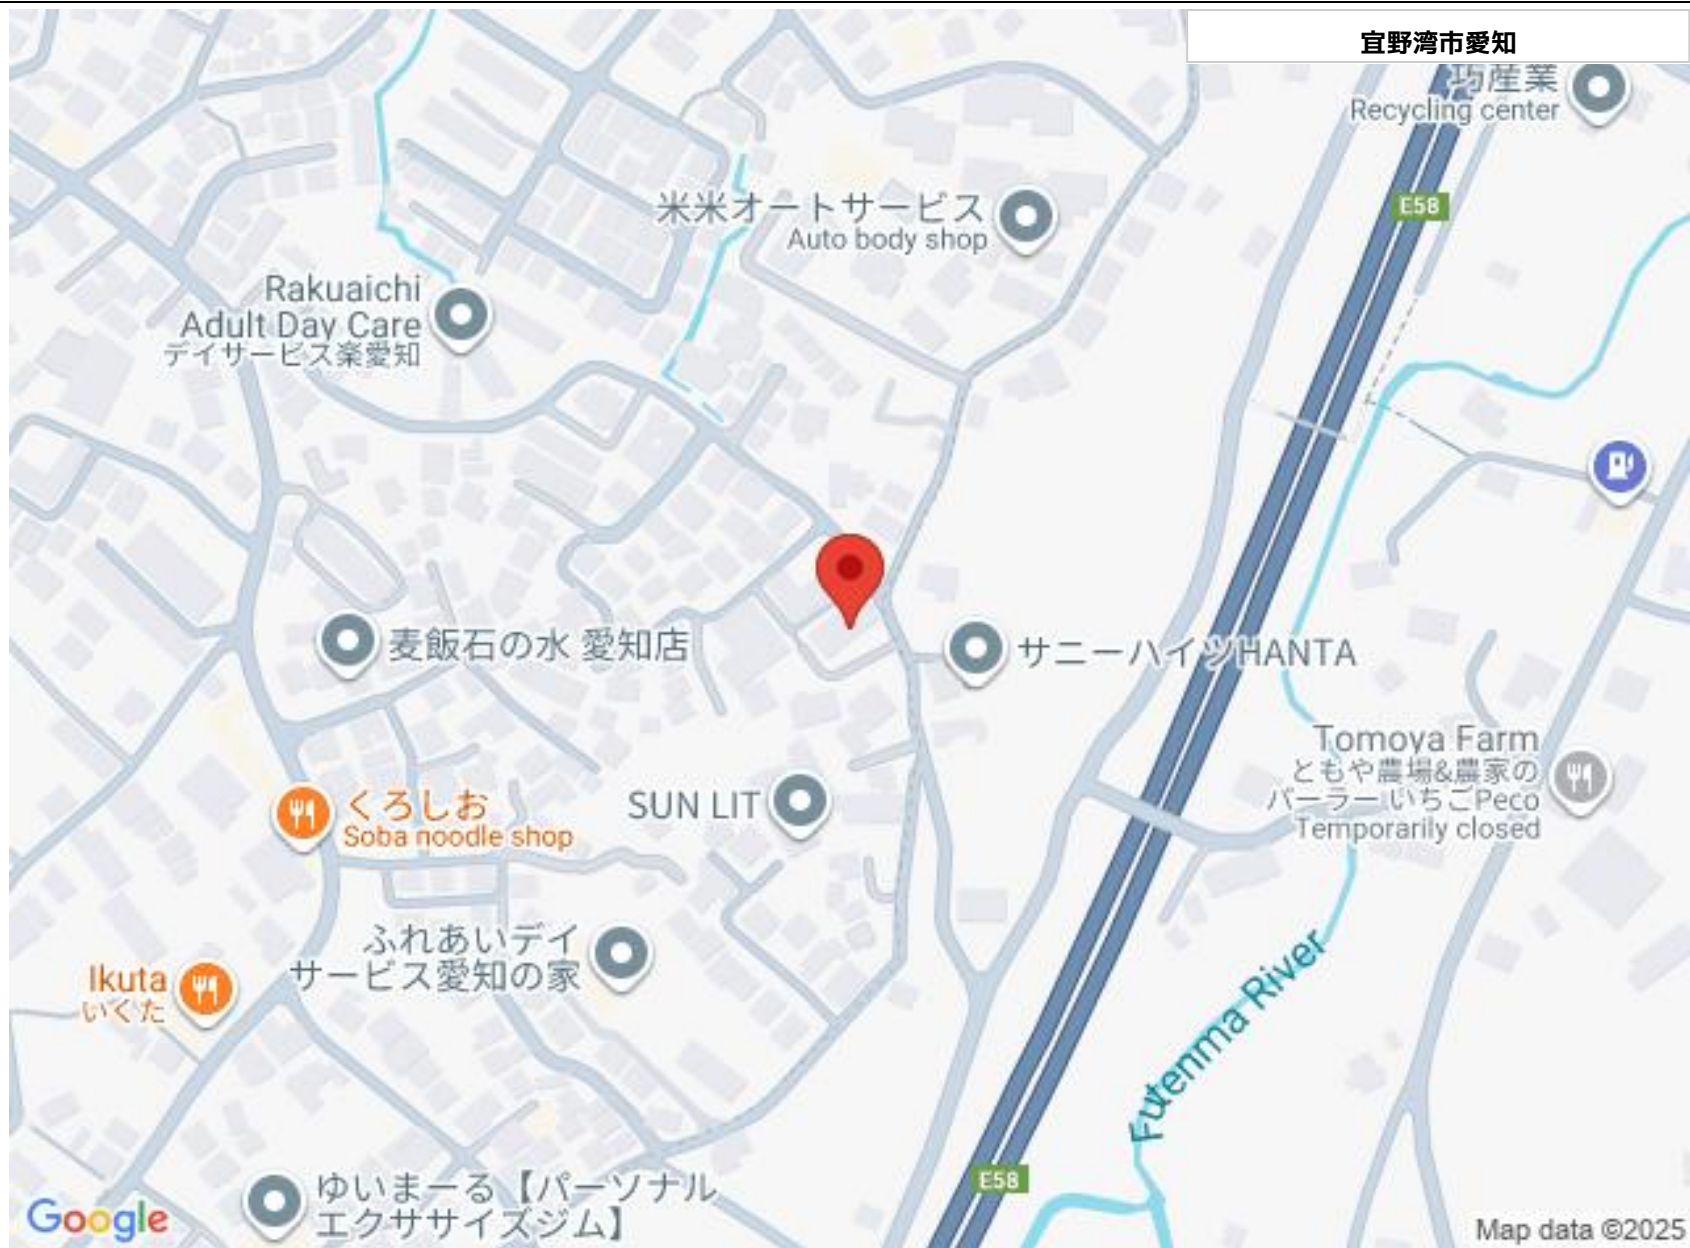 宜野湾市愛知
巧産業
Recycling center
E58
米米オートサービス
Auto body shop
Rakuaichi
Adult Day Care
デイサービス楽愛知
麦飯石の水 愛知店
サニーハイツHANTA
Tomoya Farm
ともや農場&農家の
パーラー いちごPeco
Temporarily closed
SUN LIT
くろしお
Soba noodle shop
ふれあいデイ
サービス愛知の家
Ikuta
いくた
Futenma River
E58
ゆいまーる【パーソナル
エクササイズジム】
Google
Map data ©2025